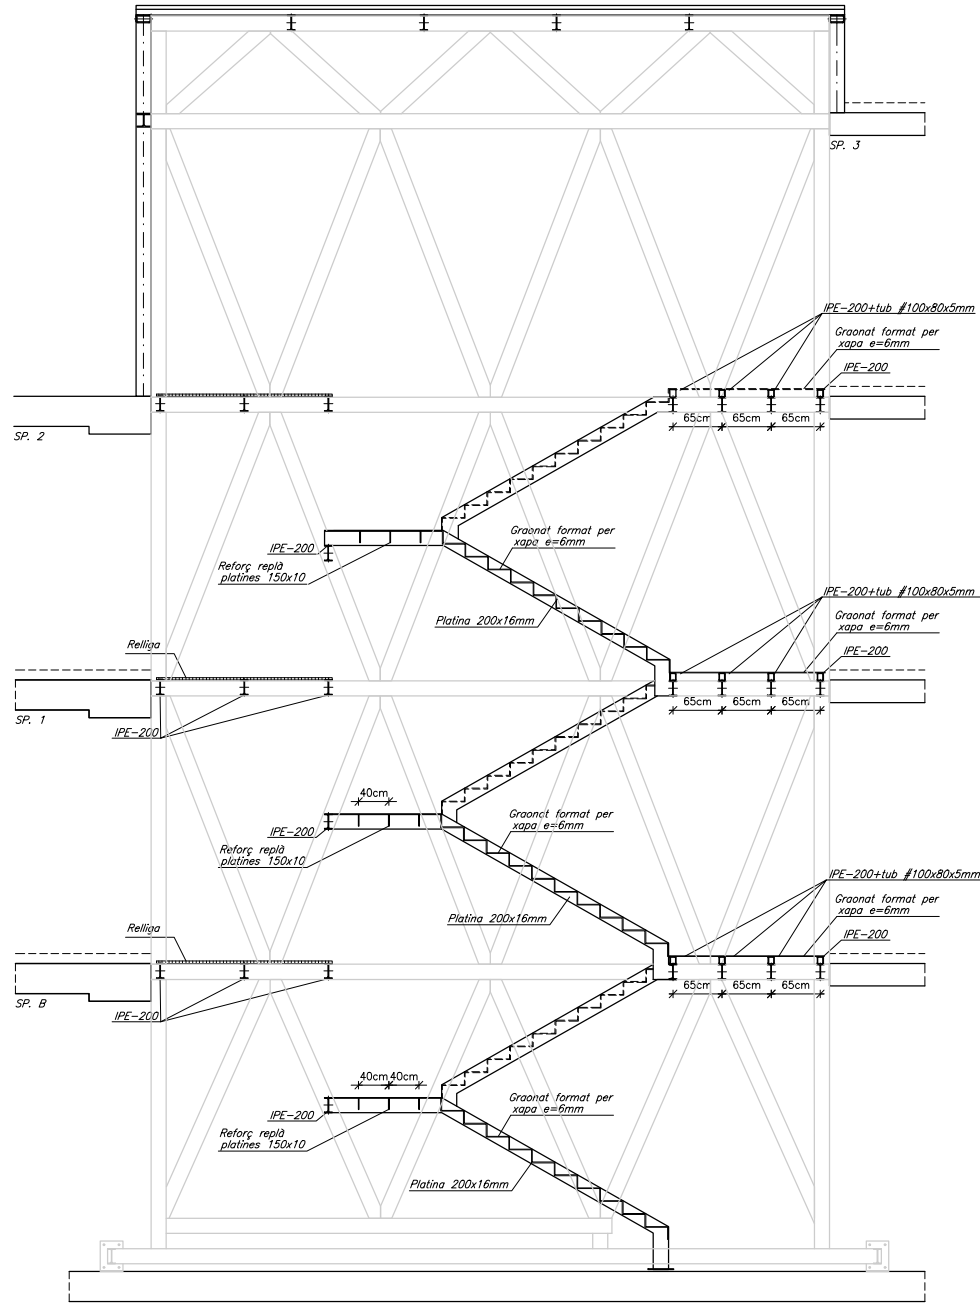 SP. 3
IPE-200+tub #100x80x5mm
Graonat format per
xapa e=6mm
IPE-200
65cm 65cm 65cm
SP. 2
Graonat format per
xapa e=6mm
IPE-200
Reforç replà
platines 150x10
Platina 200x16mm
IPE-200+tub #100x80x5mm
Graonat format per
xapa e=6mm
Relliga
IPE-200
65cm 65cm 65cm
SP. 1
IPE-200
40cm
Graonat format per
xapa e=6mm
IPE-200
Reforç replà
platines 150x10
IPE-200+tub #100x80x5mm
Graonat format per
xapa e=6mm
Platina 200x16mm
Relliga
IPE-200
65cm 65cm 65cm
SP. B
IPE-200
40cm 40cm
Graonat format per
xapa e=6mm
IPE-200
Reforç replà
platines 150x10
Platina 200x16mm